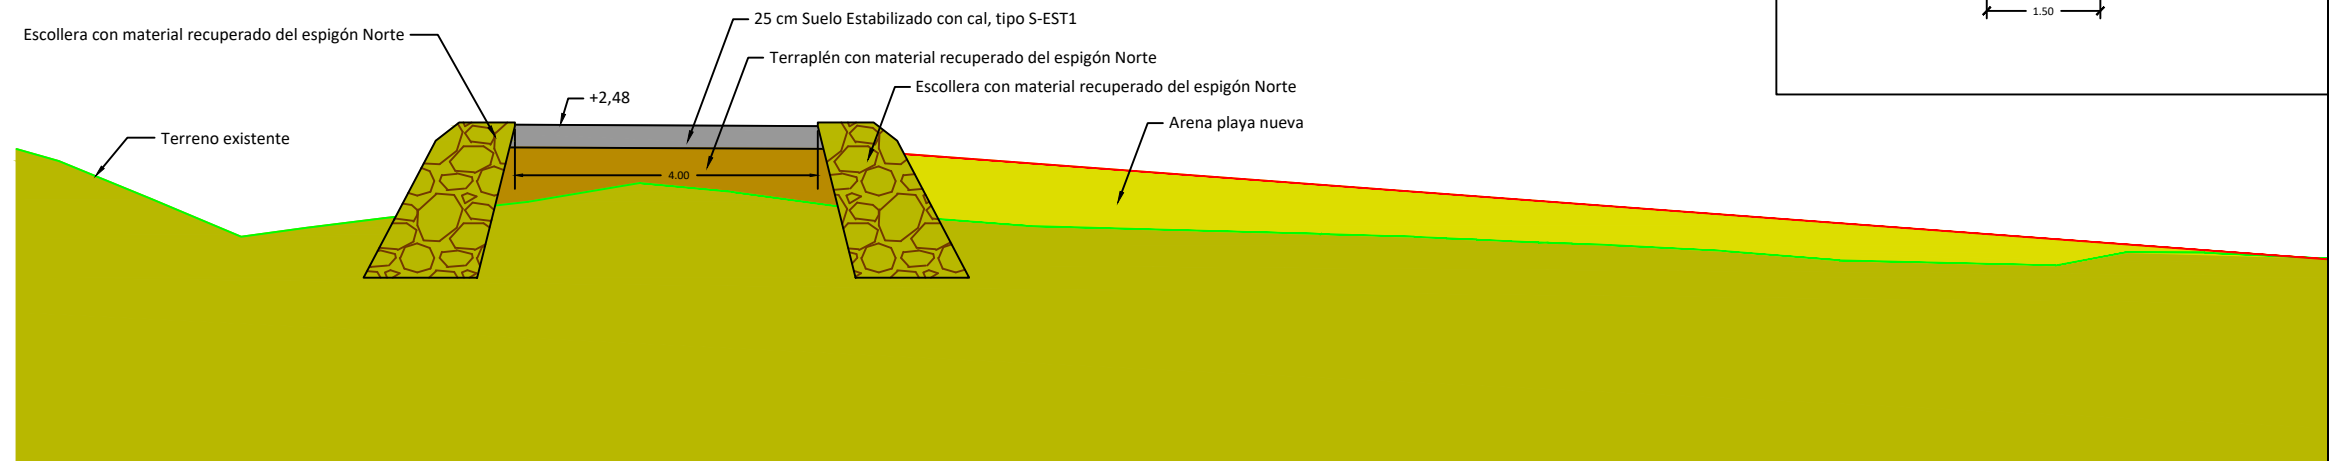 25 cm Suelo Estabilizado con cal, tipo S-EST1
1.50
Escollera con material recuperado del espigón Norte
Terraplén con material recuperado del espigón Norte
Escollera con material recuperado del espigón Norte
+2,48
Arena playa nueva
Terreno existente
4.00